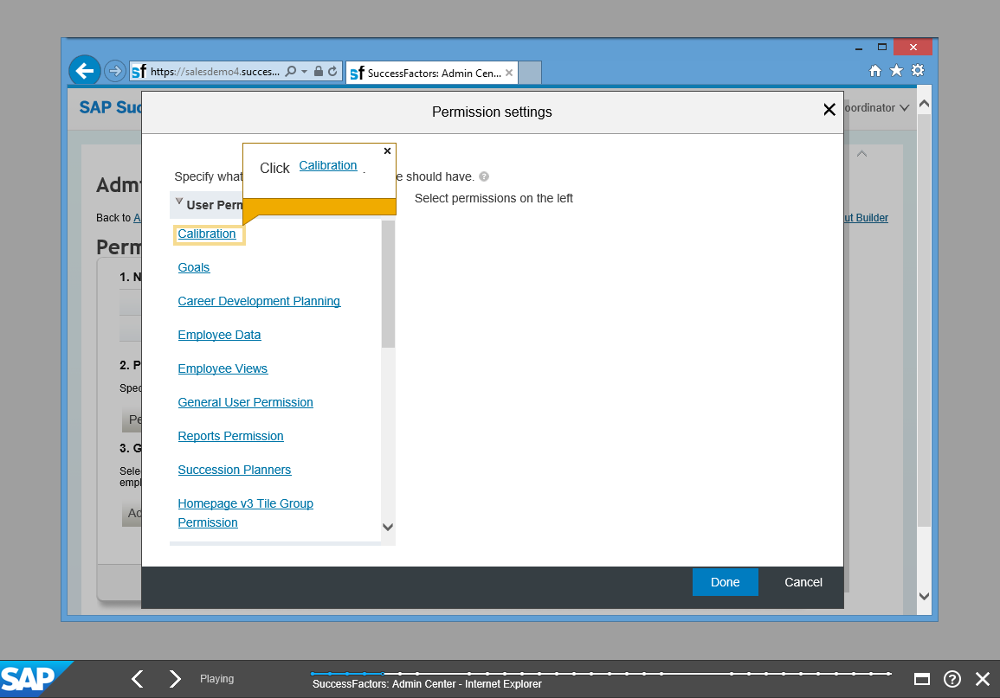 https://salesdemo4.succes...
SuccessFactors: Admin Cen...
SAP Suc
oordinator
Permission settings
Click Calibration .
Specify what
e should have.
Select permissions on the left
User Perm
Back to A
ut Builder
Calibration
Perm
Goals
1. N
Career Development Planning
Employee Data
2. P
Employee Views
Spec
General User Permission
Pe
Reports Permission
3. G
Succession Planners
Sele
empl
Homepage v3 Tile Group
Permission
Ad
Done
Cancel
SAP
Playing
SuccessFactors: Admin Center - Internet Explorer